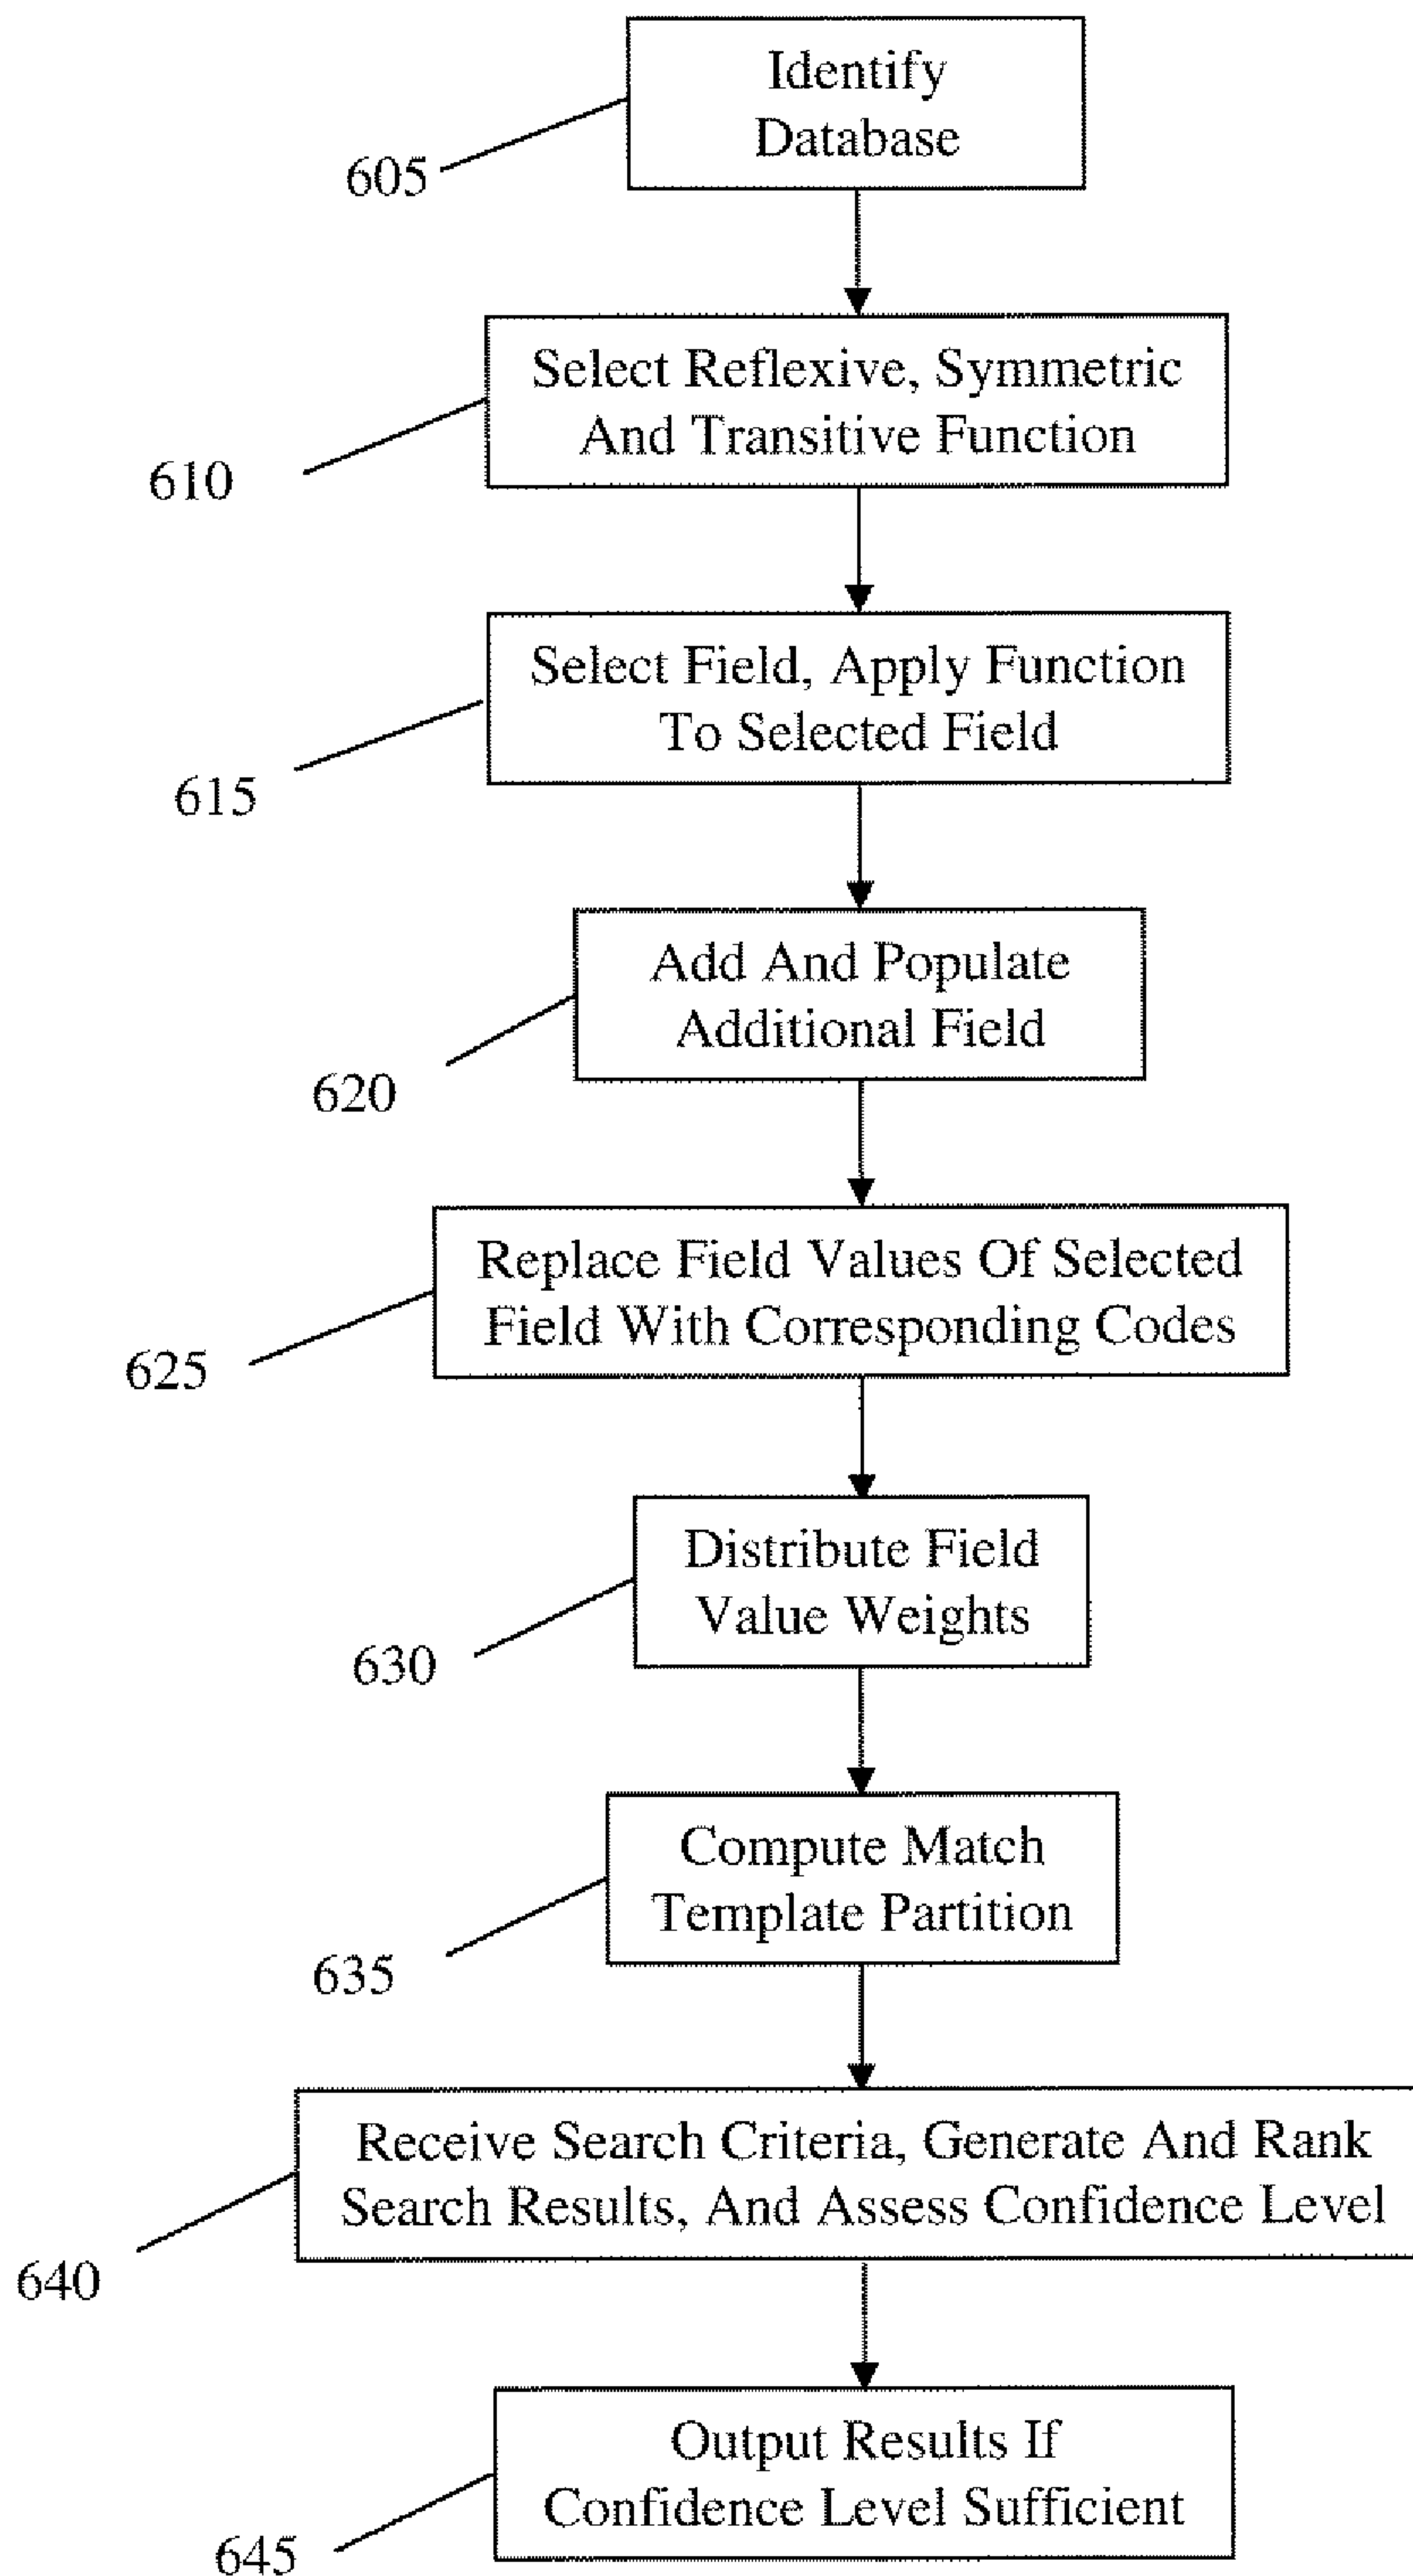 Identify
Database
605
Select Reflexive, Symmetric
And Transitive Function
610
Select Field, Apply Function
To Selected Field
615
Add And Populate
Additional Field
620
Replace Field Values Of Selected
Field With Corresponding Codes
625
Distribute Field
Value Weights
630
Compute Match
Template Partition
635
Receive Search Criteria, Generate And Rank
Search Results, And Assess Confidence Level
640
Output Results If
Confidence Level Sufficient
645